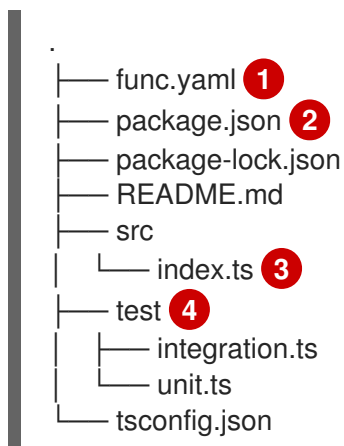 .
├── func.yaml 1
├── package.json 2
├── package-lock.json
├── README.md
├── src
│   └── index.ts 3
├── test 4
│   ├── integration.ts
│   └── unit.ts
└── tsconfig.json